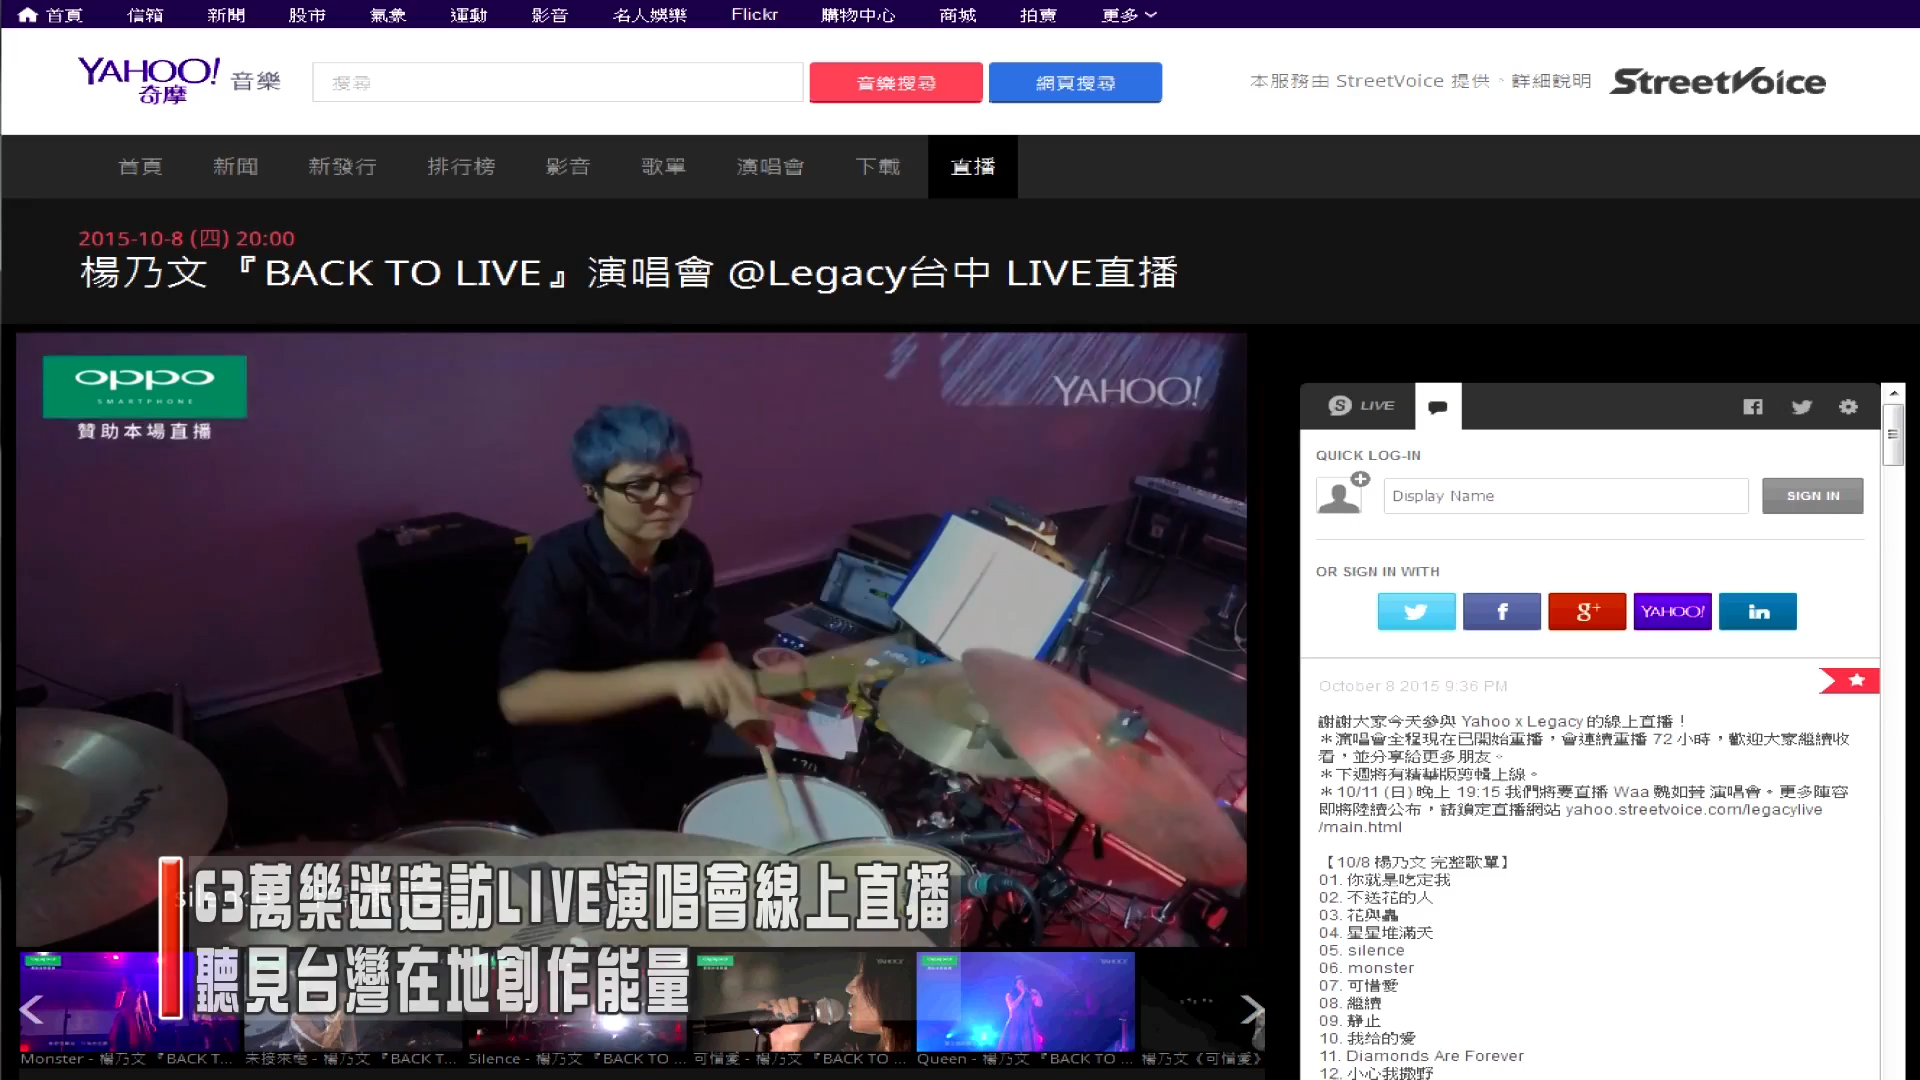 首頁 信箱 新聞 股市 氣象 運動 影音 名人娛樂 Flickr 購物中心 商城 拍賣 更多
YAHOO! 奇摩 音樂
搜尋
音樂搜尋
網頁搜尋
本服務由 StreetVoice 提供。詳細說明
StreetVoice
首頁 新聞 新發行 排行榜 影音 歌單 演唱會 下載 直播
2015-10-8 (四) 20:00
楊乃文 『BACK TO LIVE』演唱會 @Legacy台中 LIVE直播
oppo
SMARTPHONE
贊助本場直播
YAHOO!
63萬樂迷造訪LIVE演唱會線上直播
聽見台灣在地創作能量
Monster - 楊乃文 『BACK T...
未接來電 - 楊乃文 『BACK T...
Silence - 楊乃文 『BACK TO ...
可惜愛 - 楊乃文 『BACK TO ...
Queen - 楊乃文 『BACK TO ...
楊乃文《可惜愛》
LIVE
QUICK LOG-IN
Display Name
SIGN IN
OR SIGN IN WITH
f g+ YAHOO! in
October 8 2015 9:36 PM
謝謝大家今天參與 Yahoo x Legacy 的線上直播！
＊演唱會全程現在已開始重播，會連續重播 72 小時，歡迎大家繼續收
看，並分享給更多朋友。
＊下週將有精華版剪輯上線。
＊10/11 (日) 晚上 19:15 我們將要直播 Waa 魏如萱 演唱會。更多陣容
即將陸續公布，請鎖定直播網站 yahoo.streetvoice.com/legacylive
/main.html
【10/8 楊乃文 完整歌單】
01. 你就是吃定我
02. 不送花的人
03. 花與蟲
04. 星星堆滿天
05. silence
06. monster
07. 可惜愛
08. 繼續
09. 靜止
10. 我給的愛
11. Diamonds Are Forever
12. 小心我撒野